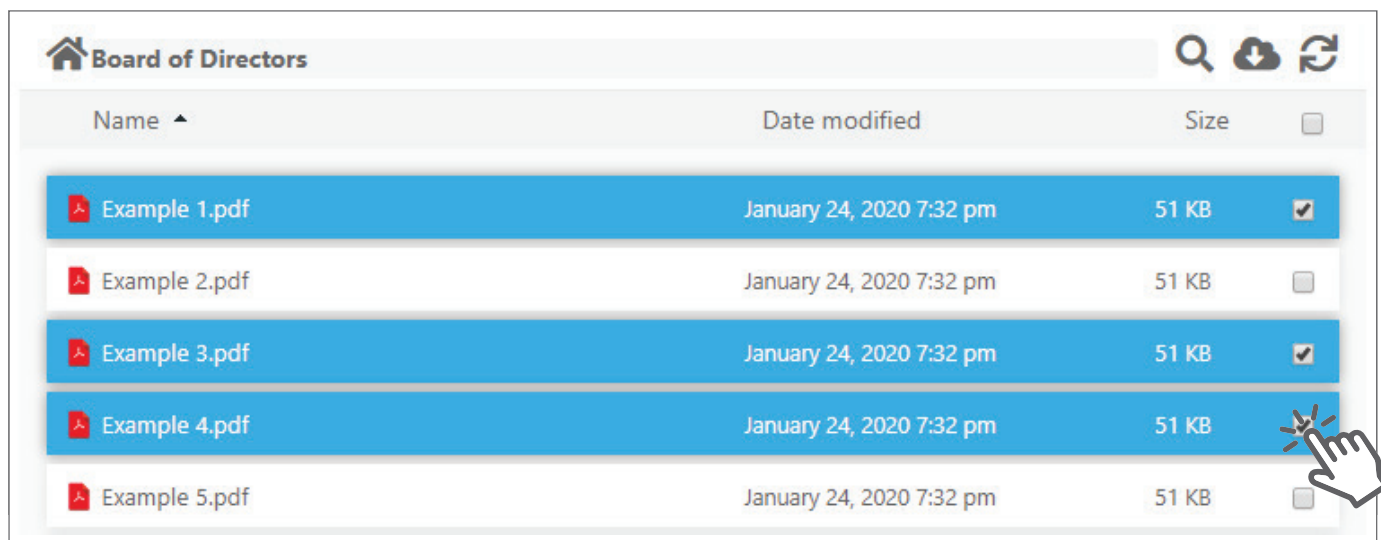 Board of Directors
Name Date modified Size
Example 1.pdf January 24, 2020 7:32 pm 51 KB
Example 2.pdf January 24, 2020 7:32 pm 51 KB
Example 3.pdf January 24, 2020 7:32 pm 51 KB
Example 4.pdf January 24, 2020 7:32 pm 51 KB
Example 5.pdf January 24, 2020 7:32 pm 51 KB